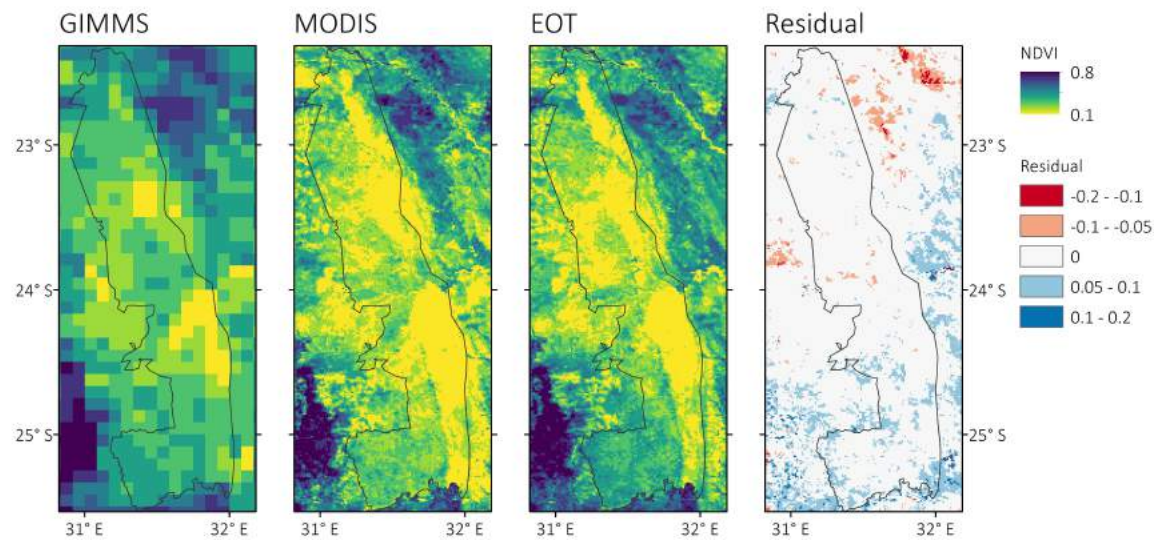 GIMMS
MODIS
EOT
Residual
NDVI
0.8
0.1
23° S
24° S
25° S
23° S
24° S
25° S
Residual
-0.2 - -0.1
-0.1 - -0.05
0
0.05 - 0.1
0.1 - 0.2
31° E
32° E
31° E
32° E
31° E
32° E
31° E
32° E